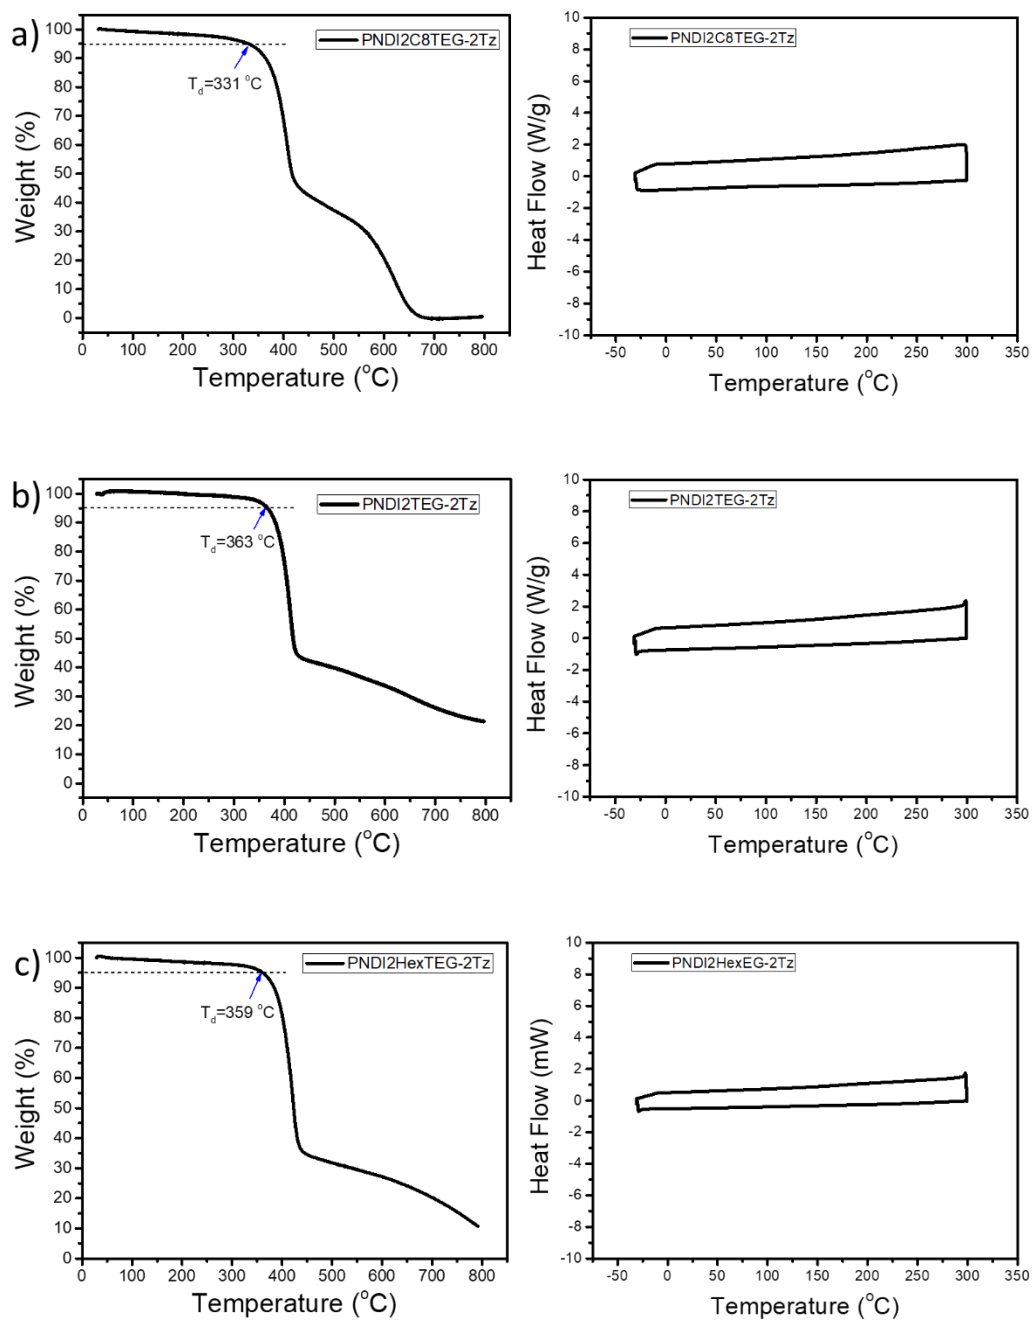 a)
PNDI2C8TEG-2Tz
T_d=331 °C
Weight (%)
100
90
80
70
60
50
40
30
20
10
0
0 100 200 300 400 500 600 700 800
Temperature (°C)
PNDI2C8TEG-2Tz
Heat Flow (W/g)
10
8
6
4
2
0
-2
-4
-6
-8
-10
-50 0 50 100 150 200 250 300 350
Temperature (°C)
b)
PNDI2TEG-2Tz
T_d=363 °C
Weight (%)
100
90
80
70
60
50
40
30
20
10
0
0 100 200 300 400 500 600 700 800
Temperature (°C)
PNDI2TEG-2Tz
Heat Flow (W/g)
10
8
6
4
2
0
-2
-4
-6
-8
-10
-50 0 50 100 150 200 250 300 350
Temperature (°C)
c)
PNDI2HexTEG-2Tz
T_d=359 °C
Weight (%)
100
90
80
70
60
50
40
30
20
10
0
0 100 200 300 400 500 600 700 800
Temperature (°C)
PNDI2HexEG-2Tz
Heat Flow (mW)
10
8
6
4
2
0
-2
-4
-6
-8
-10
-50 0 50 100 150 200 250 300 350
Temperature (°C)